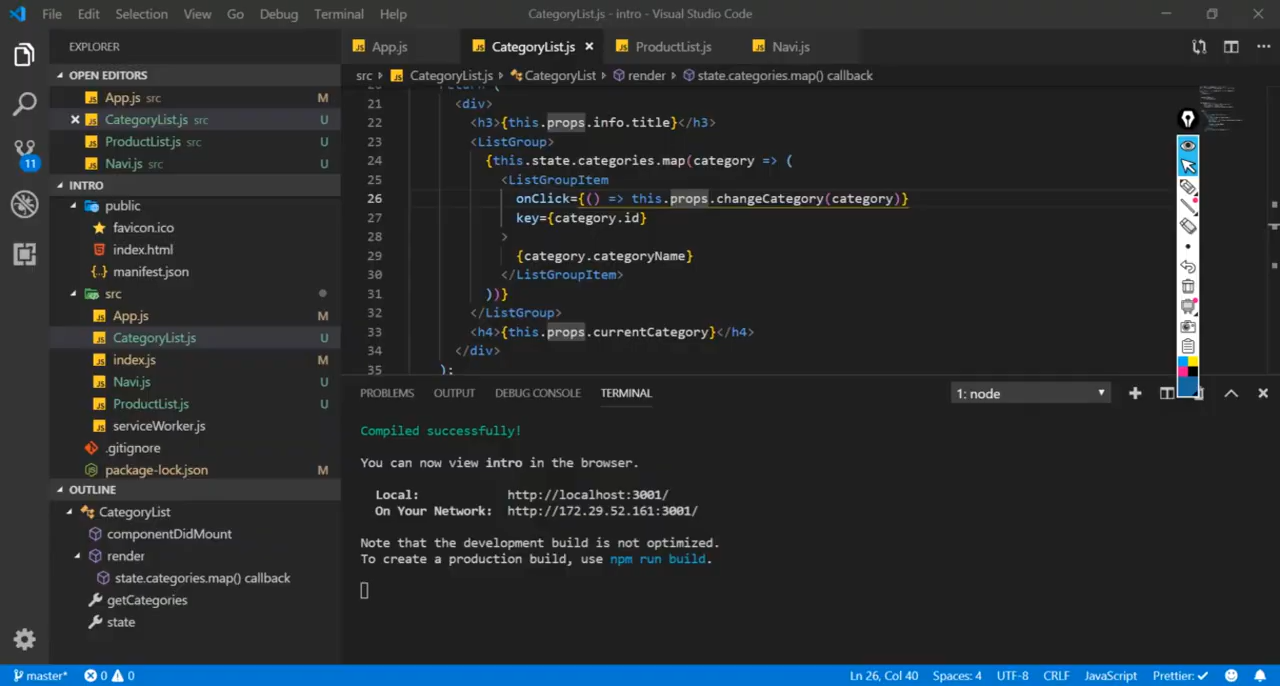 File Edit Selection View Go Debug Terminal Help CategoryList.js - intro - Visual Studio Code
EXPLORER
OPEN EDITORS
App.js src M
CategoryList.js src U
ProductList.js src U
Navi.js src U
11
INTRO
public
favicon.ico
index.html
manifest.json
src
App.js M
CategoryList.js U
index.js M
Navi.js U
ProductList.js U
serviceWorker.js
.gitignore
package-lock.json M
OUTLINE
CategoryList
componentDidMount
render
state.categories.map() callback
getCategories
state
App.js CategoryList.js ProductList.js Navi.js
src CategoryList.js CategoryList render state.categories.map() callback
21 <div>
22 <h3>{this.props.info.title}</h3>
23 <ListGroup>
24 {this.state.categories.map(category => (
25 <ListGroupItem
26 onClick={() => this.props.changeCategory(category)}
27 key={category.id}
28 >
29 {category.categoryName}
30 </ListGroupItem>
31 ))}
32 </ListGroup>
33 <h4>{this.props.currentCategory}</h4>
34 </div>
35 );
PROBLEMS OUTPUT DEBUG CONSOLE TERMINAL 1: node
Compiled successfully!
You can now view intro in the browser.
Local: http://localhost:3001/
On Your Network: http://172.29.52.161:3001/
Note that the development build is not optimized.
To create a production build, use npm run build.
master* 0 0 Ln 26, Col 40 Spaces: 4 UTF-8 CRLF JavaScript Prettier: